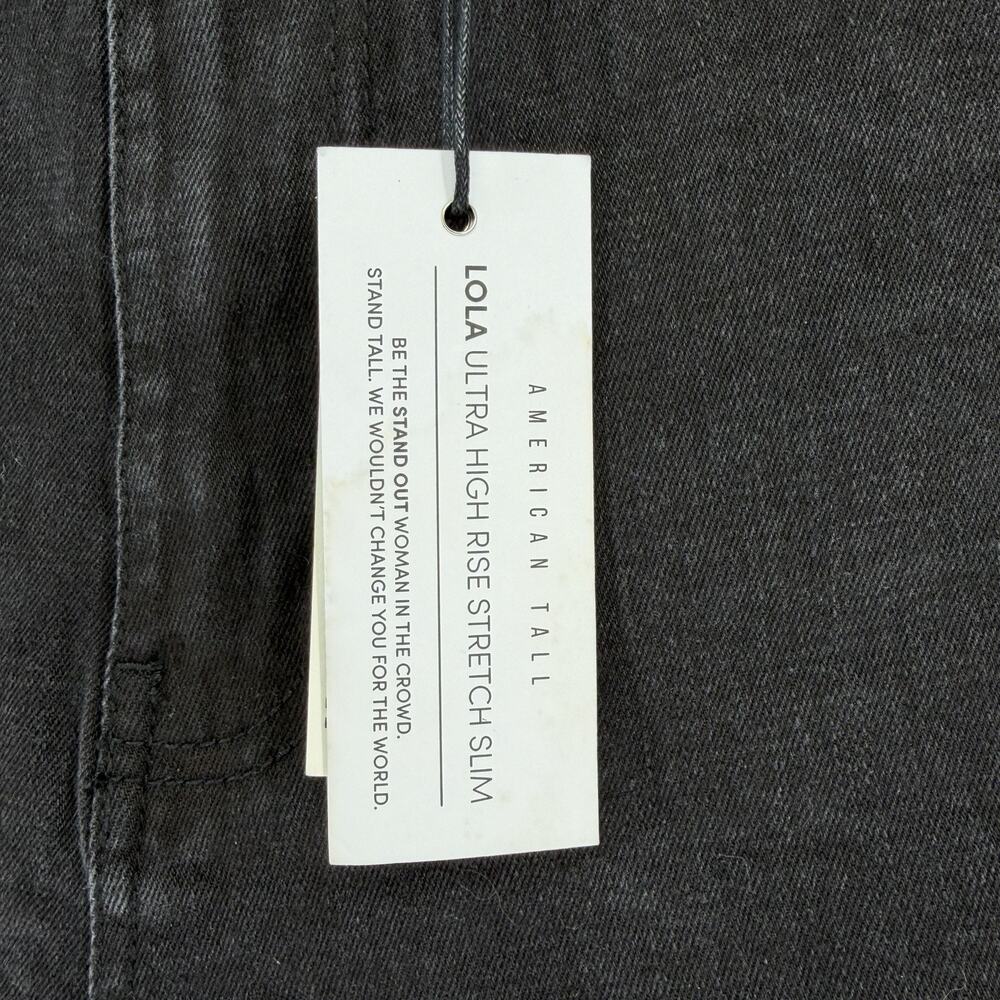 AMERICAN TALL
LOLA ULTRA HIGH RISE STRETCH SLIM
BE THE STAND OUT WOMAN IN THE CROWD.
STAND TALL. WE WOULDN'T CHANGE YOU FOR THE WORLD.